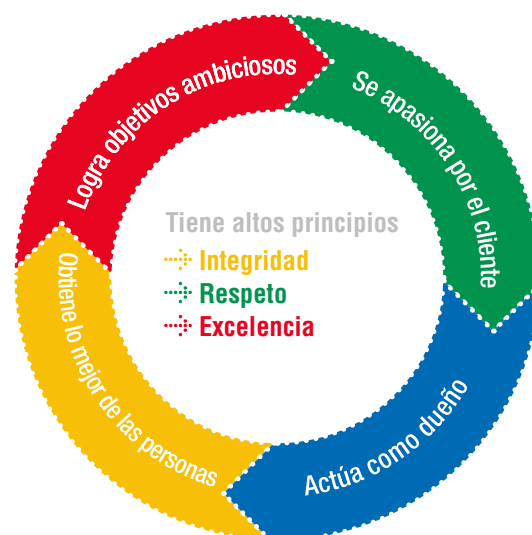 Logra objetivos ambiciosos
Se apasiona por el cliente
Actúa como dueño
Obtiene lo mejor de las personas
Tiene altos principios
Integridad
Respeto
Excelencia